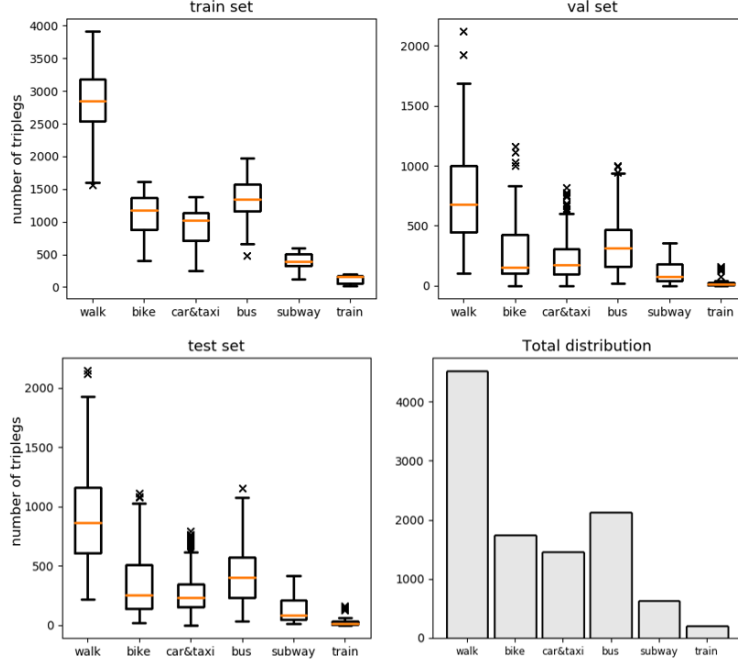 train set
number of triplegs
4000
3500
3000
2500
2000
1500
1000
500
0
walk bike car&taxi bus subway train
val set
2000
1500
1000
500
0
walk bike car&taxi bus subway train
test set
number of triplegs
2000
1500
1000
500
0
walk bike car&taxi bus subway train
Total distribution
4000
3000
2000
1000
0
walk bike car&taxi bus subway train